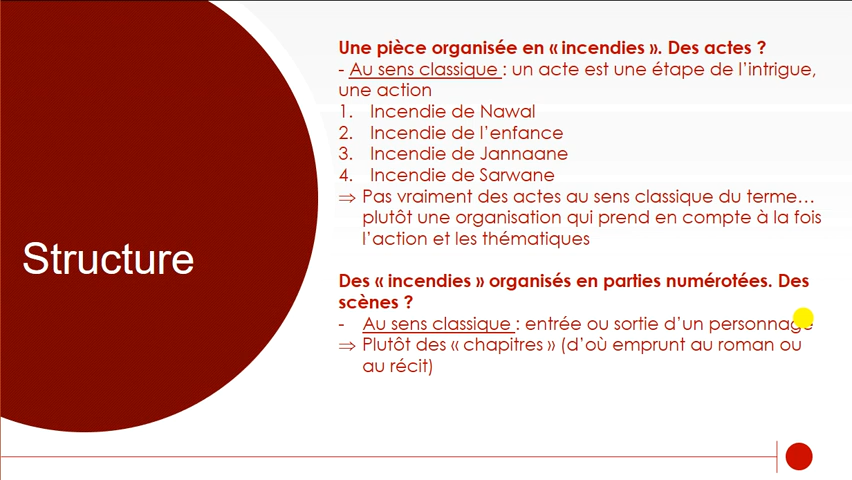 Structure
Une pièce organisée en « incendies ». Des actes ?
- Au sens classique : un acte est une étape de l'intrigue,
une action
1. Incendie de Nawal
2. Incendie de l'enfance
3. Incendie de Jannaane
4. Incendie de Sarwane
⇒ Pas vraiment des actes au sens classique du terme…
plutôt une organisation qui prend en compte à la fois
l'action et les thématiques
Des « incendies » organisés en parties numérotées. Des
scènes ?
- Au sens classique : entrée ou sortie d'un personnage
⇒ Plutôt des « chapitres » (d'où emprunt au roman ou
au récit)